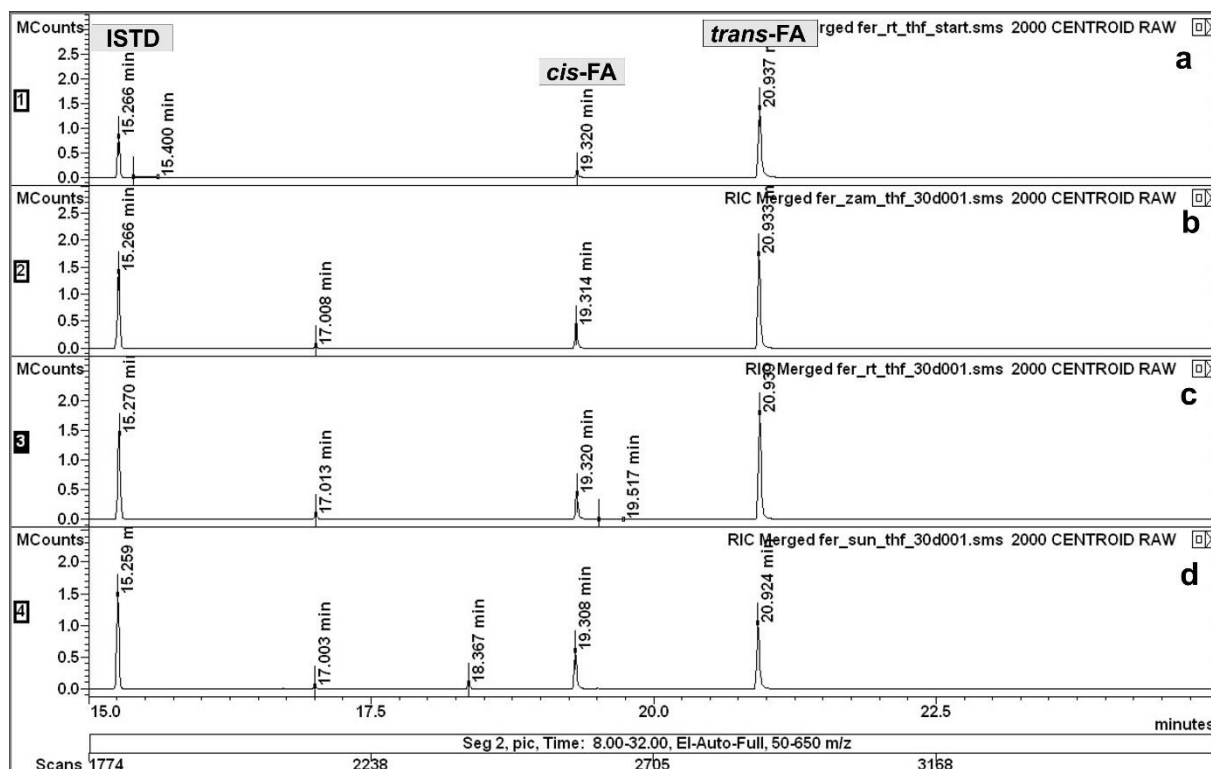 MCounts
ISTD
trans-FA
rged fer_rt_thf_start.sms 2000 CENTROID RAW
a
cis-FA
2.5
2.0
1.5
1.0
0.5
0.0
1
15.266 min
15.400 min
19.320 min
20.937
MCounts
RIC Merged fer_zam_thf_30d001.sms 2000 CENTROID RAW
b
2.5
2.0
1.5
1.0
0.5
0.0
2
15.266 min
17.008 min
19.314 min
20.933
MCounts
RIC Merged fer_rt_thf_30d001.sms 2000 CENTROID RAW
c
2.0
1.5
1.0
0.5
0.0
3
15.270 min
17.013 min
19.320 min
19.517 min
MCounts
RIC Merged fer_sun_thf_30d001.sms 2000 CENTROID RAW
d
2.0
1.5
1.0
0.5
0.0
4
15.259 m
17.003 min
18.367 min
19.308 min
20.924 min
15.0 17.5 20.0 22.5
minutes
Seg 2, pic, Time: 8.00-32.00, EI-Auto-Full, 50-650 m/z
Scans 1774 2238 2705 3168